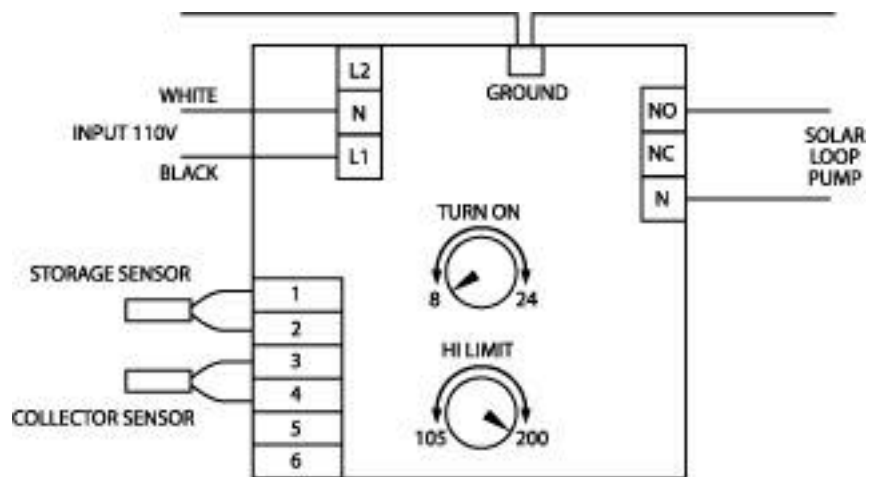 L2
GROUND
WHITE
N
NO
INPUT 110V
SOLAR
LOOP
PUMP
L1
NC
BLACK
N
TURN ON
8
24
STORAGE SENSOR
1
2
3
4
5
6
COLLECTOR SENSOR
HI LIMIT
105
200